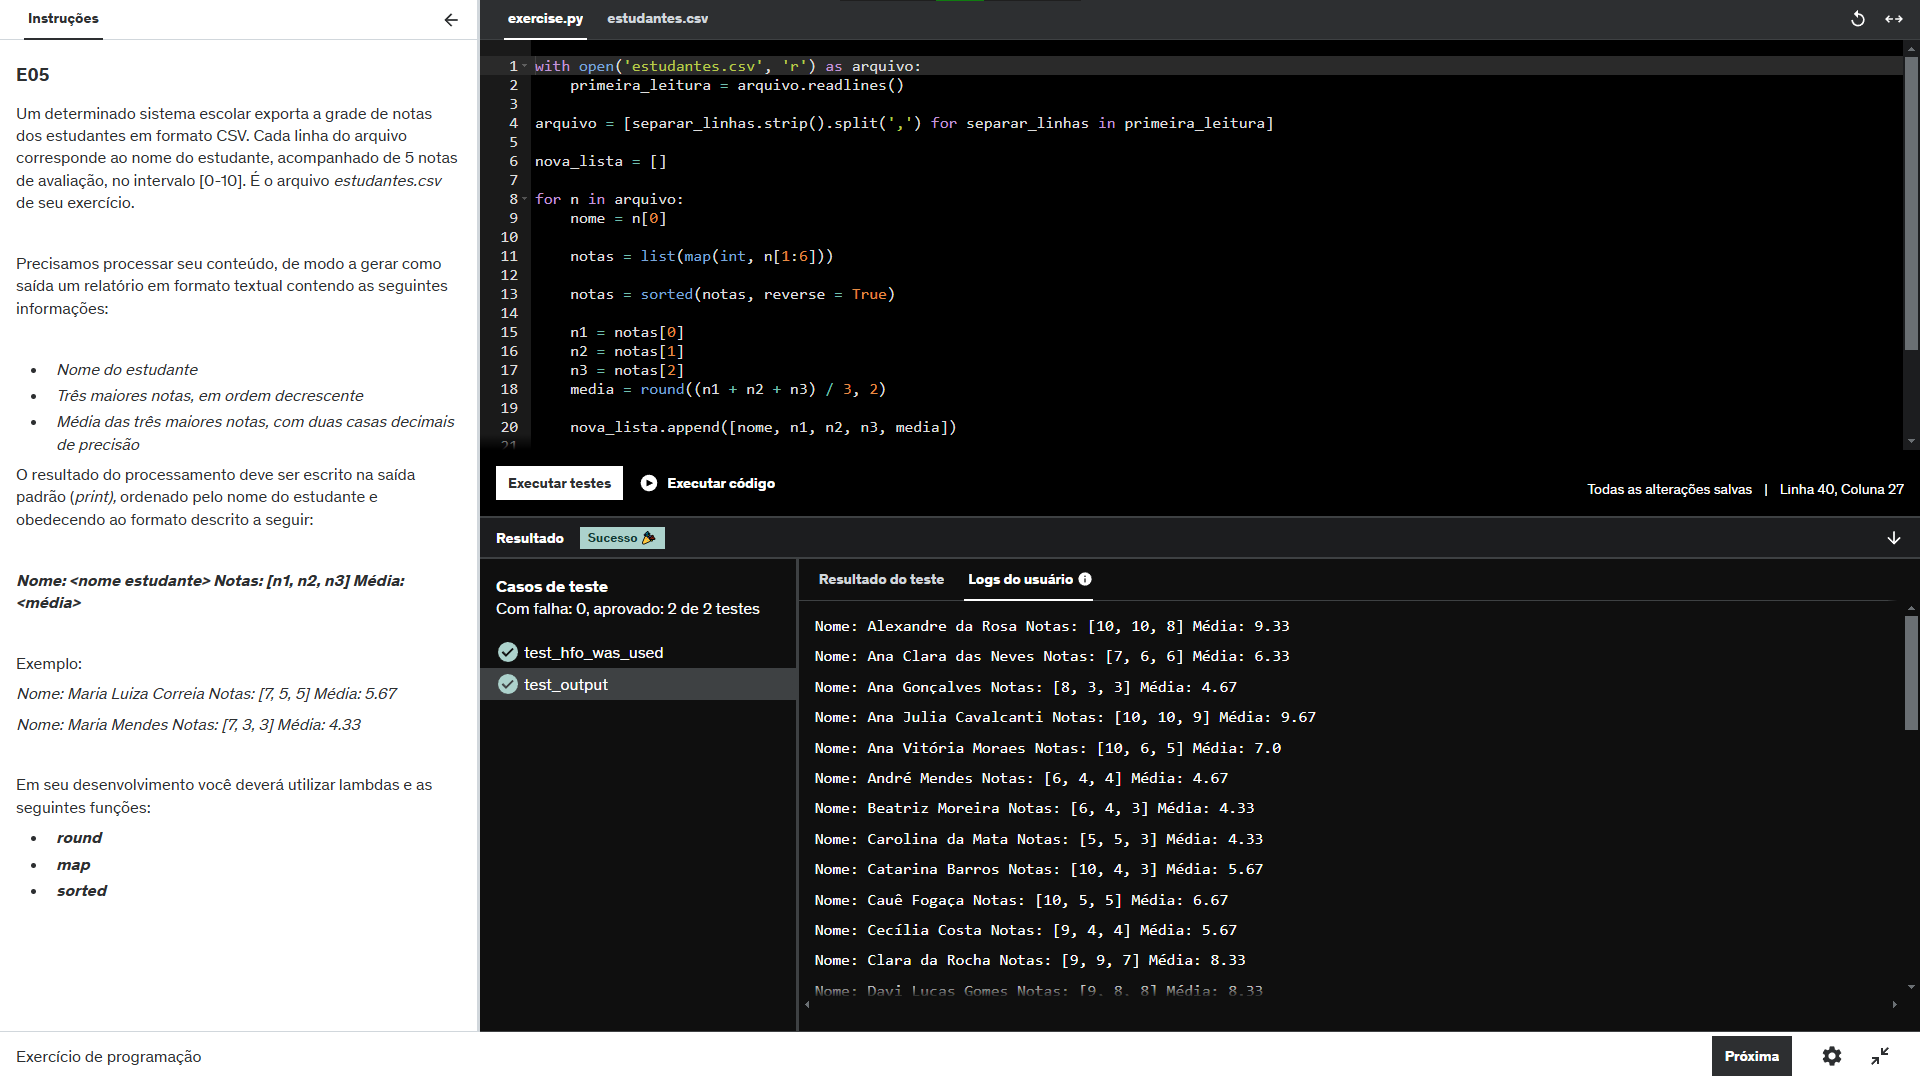 Instruções
E05
Um determinado sistema escolar exporta a grade de notas
dos estudantes em formato CSV. Cada linha do arquivo
corresponde ao nome do estudante, acompanhado de 5 notas
de avaliação, no intervalo [0-10]. É o arquivo estudantes.csv
de seu exercício.
Precisamos processar seu conteúdo, de modo a gerar como
saída um relatório em formato textual contendo as seguintes
informações:
Nome do estudante
Três maiores notas, em ordem decrescente
Média das três maiores notas, com duas casas decimais
de precisão
O resultado do processamento deve ser escrito na saída
padrão (print), ordenado pelo nome do estudante e
obedecendo ao formato descrito a seguir:
Nome: <nome estudante> Notas: [n1, n2, n3] Média:
<média>
Exemplo:
Nome: Maria Luiza Correia Notas: [7, 5, 5] Média: 5.67
Nome: Maria Mendes Notas: [7, 3, 3] Média: 4.33
Em seu desenvolvimento você deverá utilizar lambdas e as
seguintes funções:
round
map
sorted
exercise.py estudantes.csv
1 with open('estudantes.csv', 'r') as arquivo:
2 primeira_leitura = arquivo.readlines()
3
4 arquivo = [separar_linhas.strip().split(',') for separar_linhas in primeira_leitura]
5
6 nova_lista = []
7
8 for n in arquivo:
9 nome = n[0]
10
11 notas = list(map(int, n[1:6]))
12
13 notas = sorted(notas, reverse = True)
14
15 n1 = notas[0]
16 n2 = notas[1]
17 n3 = notas[2]
18 media = round((n1 + n2 + n3) / 3, 2)
19
20 nova_lista.append([nome, n1, n2, n3, media])
21
Executar testes Executar código
Todas as alterações salvas | Linha 40, Coluna 27
Resultado Sucesso
Casos de teste
Com falha: 0, aprovado: 2 de 2 testes
test_hfo_was_used
test_output
Resultado do teste Logs do usuário
Nome: Alexandre da Rosa Notas: [10, 10, 8] Média: 9.33
Nome: Ana Clara das Neves Notas: [7, 6, 6] Média: 6.33
Nome: Ana Gonçalves Notas: [8, 3, 3] Média: 4.67
Nome: Ana Julia Cavalcanti Notas: [10, 10, 9] Média: 9.67
Nome: Ana Vitória Moraes Notas: [10, 6, 5] Média: 7.0
Nome: André Mendes Notas: [6, 4, 4] Média: 4.67
Nome: Beatriz Moreira Notas: [6, 4, 3] Média: 4.33
Nome: Carolina da Mata Notas: [5, 5, 3] Média: 4.33
Nome: Catarina Barros Notas: [10, 4, 3] Média: 5.67
Nome: Cauê Fogaça Notas: [10, 5, 5] Média: 6.67
Nome: Cecília Costa Notas: [9, 4, 4] Média: 5.67
Nome: Clara da Rocha Notas: [9, 9, 7] Média: 8.33
Nome: Davi Lucas Gomes Notas: [9, 8, 8] Média: 8.33
Exercício de programação
Próxima